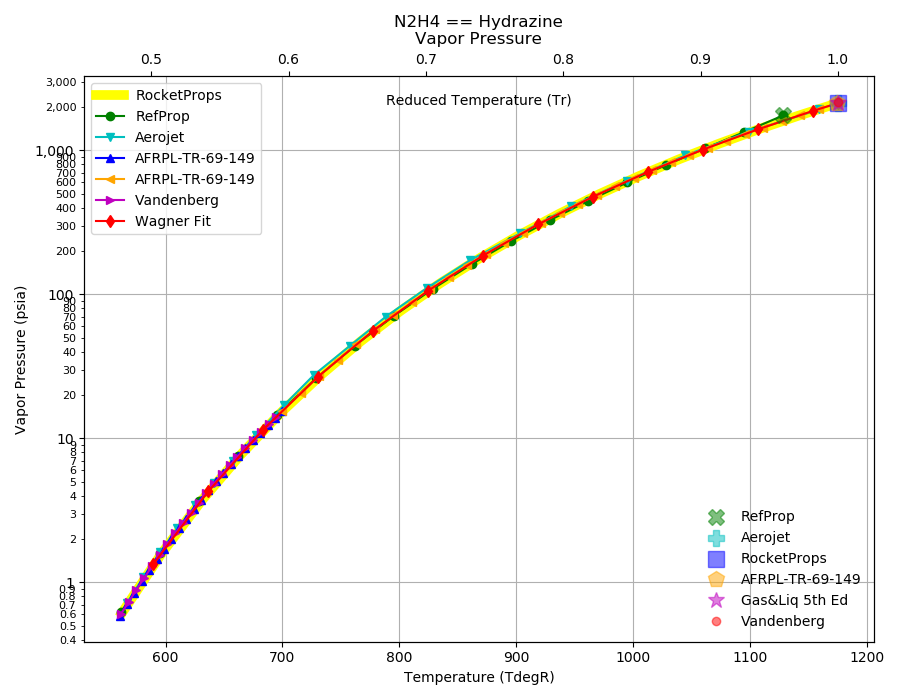 N2H4 == Hydrazine
Vapor Pressure
0.5 0.6 0.7 0.8 0.9 1.0
Reduced Temperature (Tr)
RocketProps
RefProp
Aerojet
AFRPL-TR-69-149
AFRPL-TR-69-149
Vandenberg
Wagner Fit
3,000
2,000
1,000
900
800
700
600
500
400
300
200
100
90
80
70
60
50
40
30
20
10
9
8
7
6
5
4
3
2
1
0.9
0.8
0.7
0.6
0.5
0.4
Vapor Pressure (psia)
RefProp
Aerojet
RocketProps
AFRPL-TR-69-149
Gas&Liq 5th Ed
Vandenberg
600 700 800 900 1000 1100 1200
Temperature (TdegR)